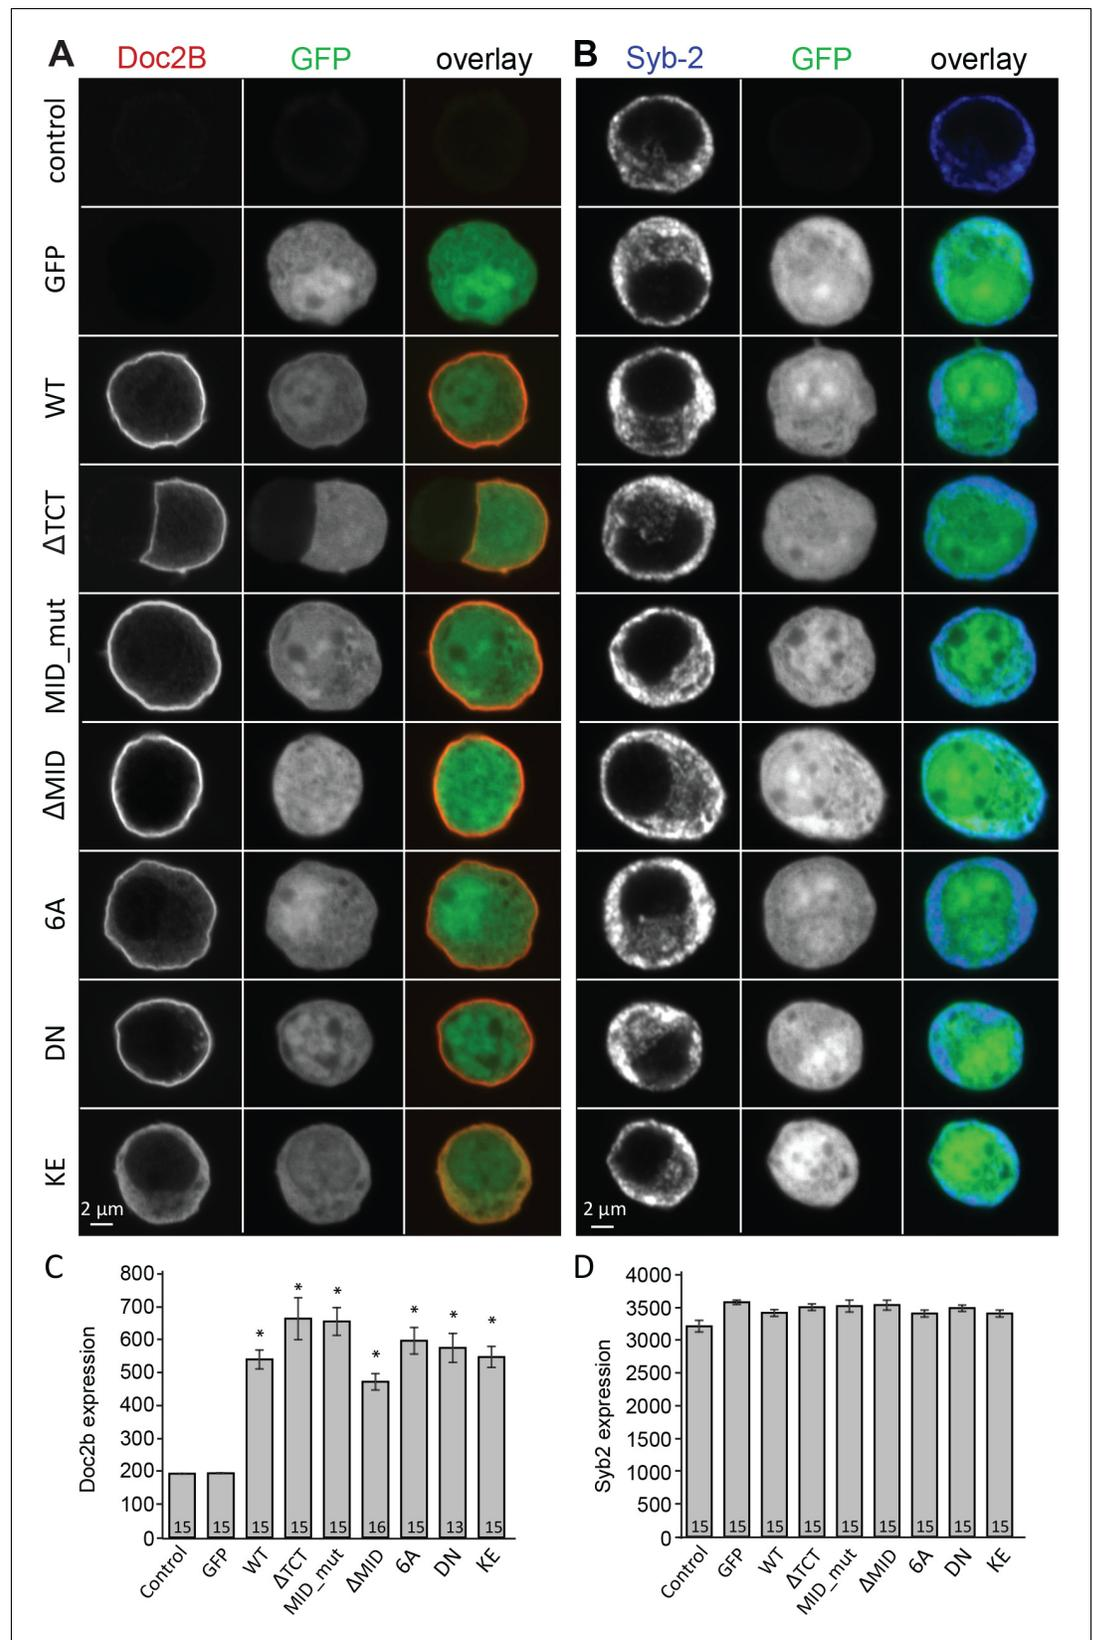 A Doc2B GFP overlay B Syb-2 GFP overlay
control
GFP
WT
ΔTCT
MID_mut
ΔMID
6A
DN
KE
2 µm 2 µm
C
Doc2b expression
800
700
600
500
400
300
200
100
0
* * * * * * *
15 15 15 15 15 16 15 13 15
Control GFP WT ΔTCT MID_mut ΔMID 6A DN KE
D
Syb2 expression
4000
3500
3000
2500
2000
1500
1000
500
0
15 15 15 15 15 15 15 15 15
Control GFP WT ΔTCT MID_mut ΔMID 6A DN KE